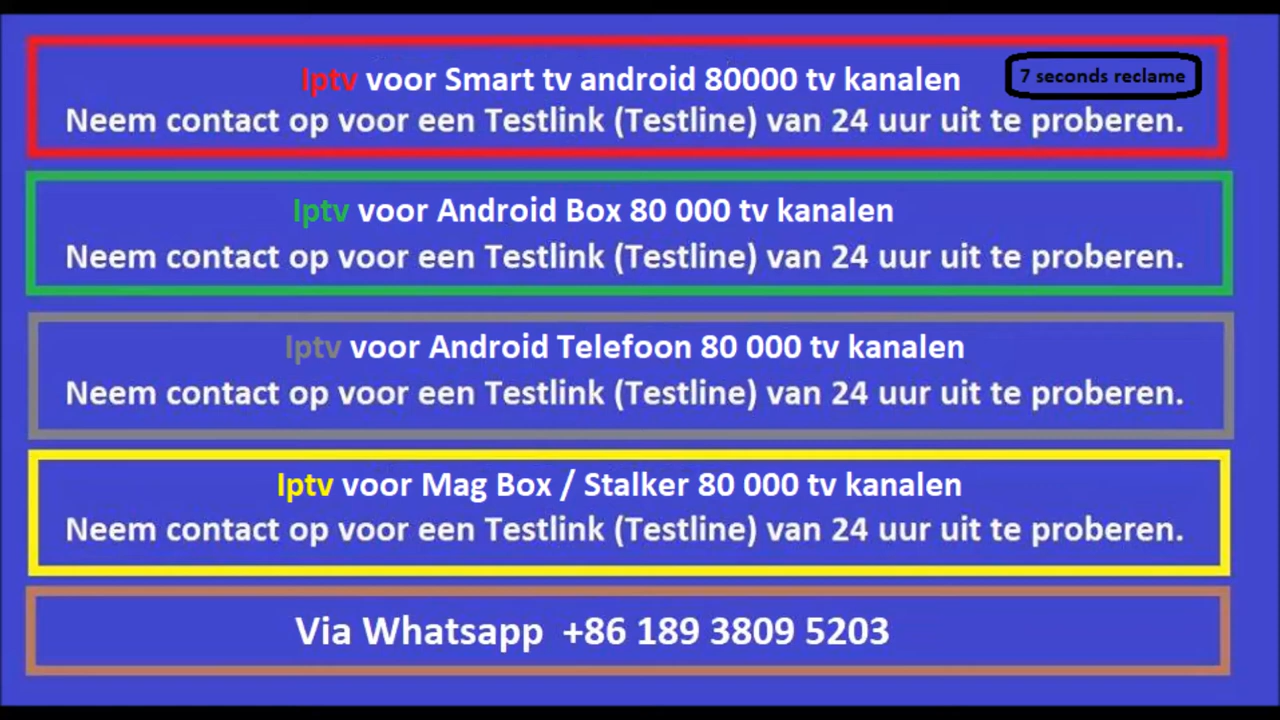 Iptv voor Smart tv android 80000 tv kanalen
7 seconds reclame
Neem contact op voor een Testlink (Testline) van 24 uur uit te proberen.
Iptv voor Android Box 80 000 tv kanalen
Neem contact op voor een Testlink (Testline) van 24 uur uit te proberen.
Iptv voor Android Telefoon 80 000 tv kanalen
Neem contact op voor een Testlink (Testline) van 24 uur uit te proberen.
Iptv voor Mag Box / Stalker 80 000 tv kanalen
Neem contact op voor een Testlink (Testline) van 24 uur uit te proberen.
Via Whatsapp +86 189 3809 5203